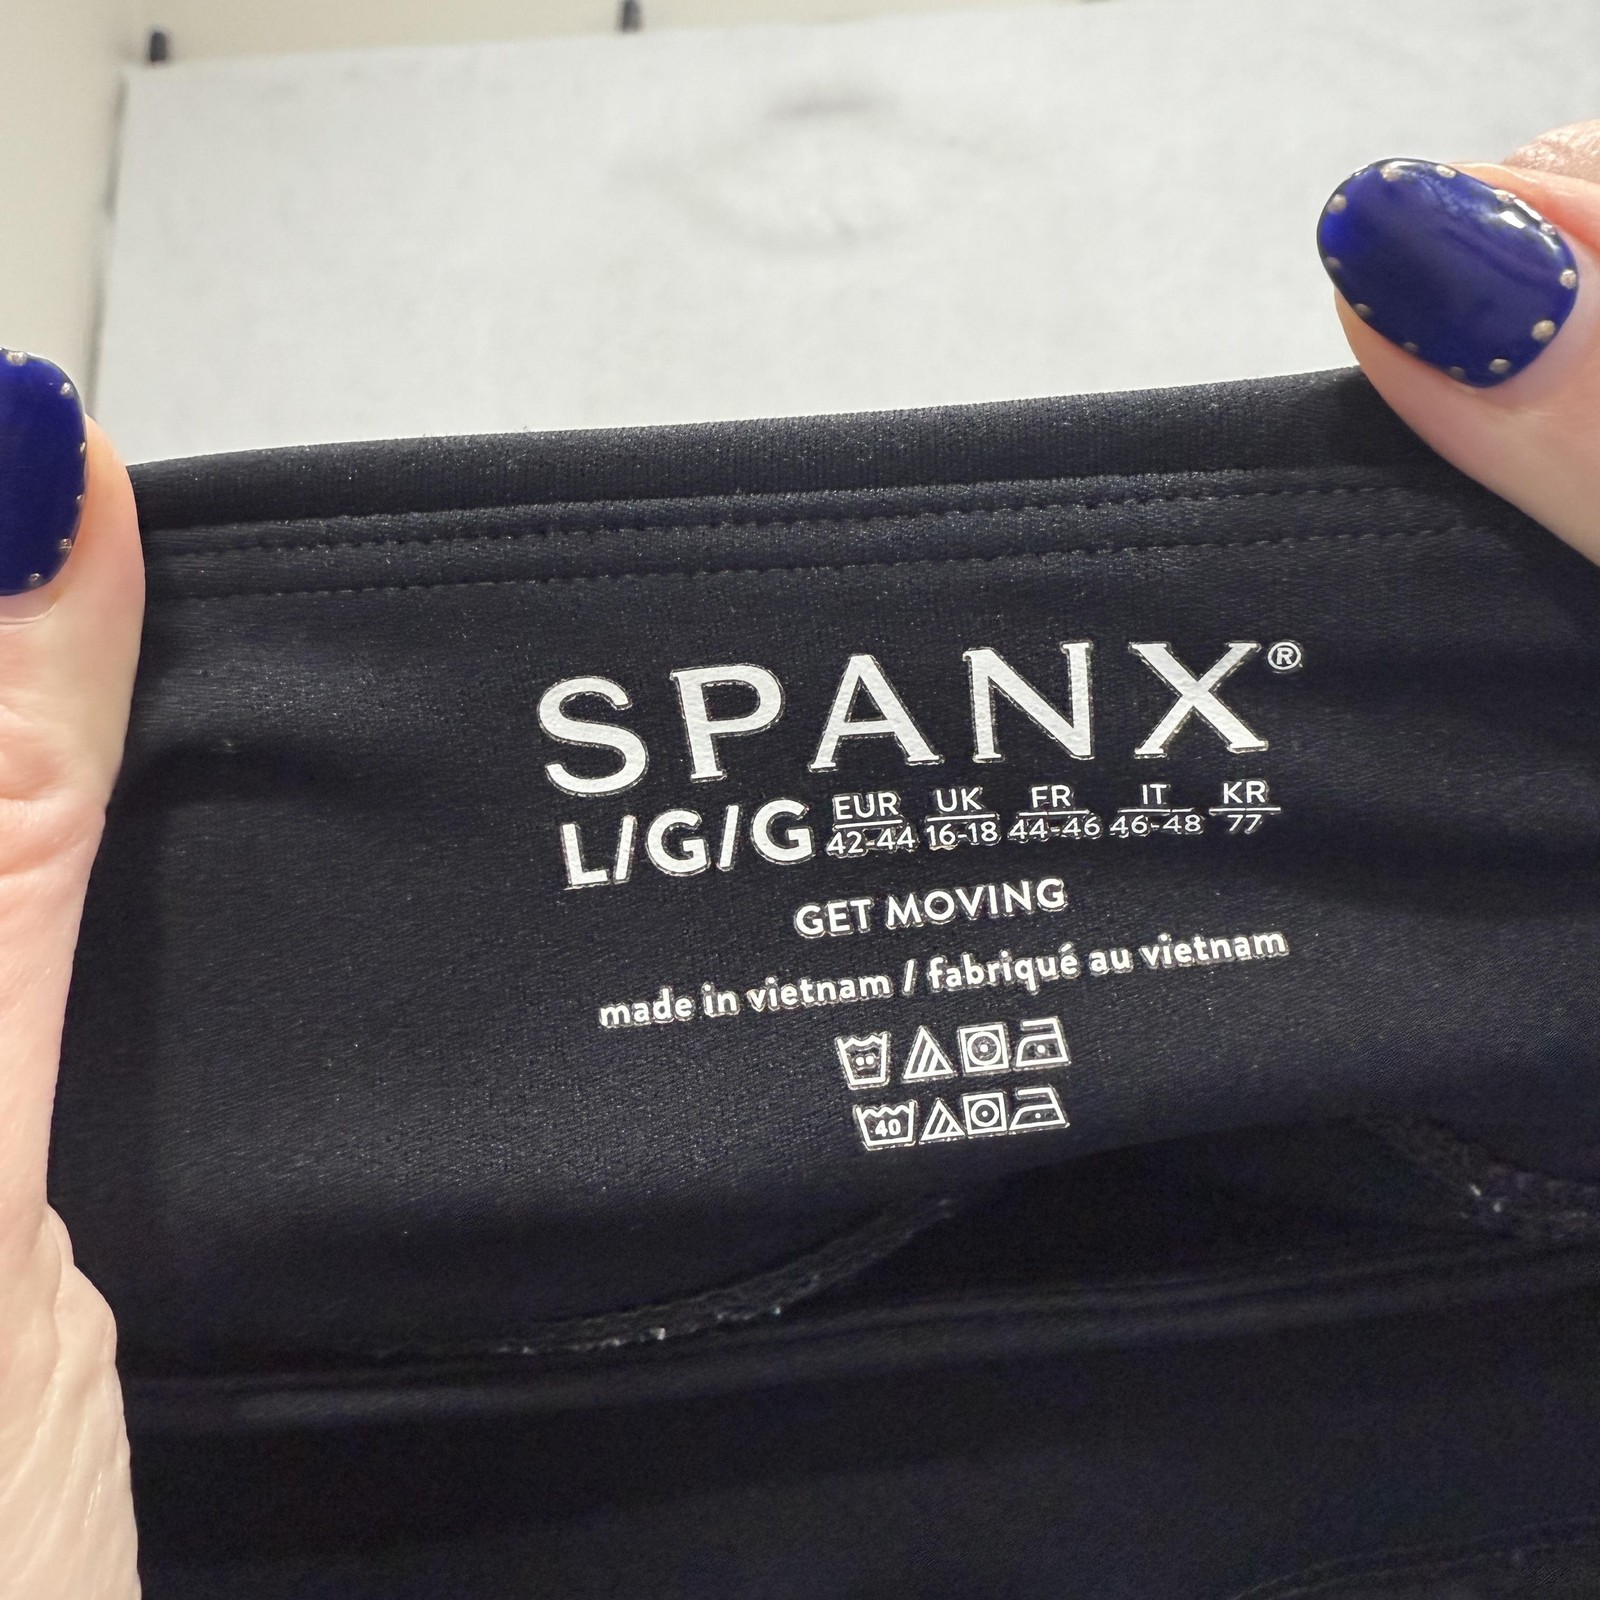 SPANX®
L/G/G EUR 42-44 UK 16-18 FR 44-46 IT 46-48 KR 77
GET MOVING
made in vietnam / fabriqué au vietnam
40